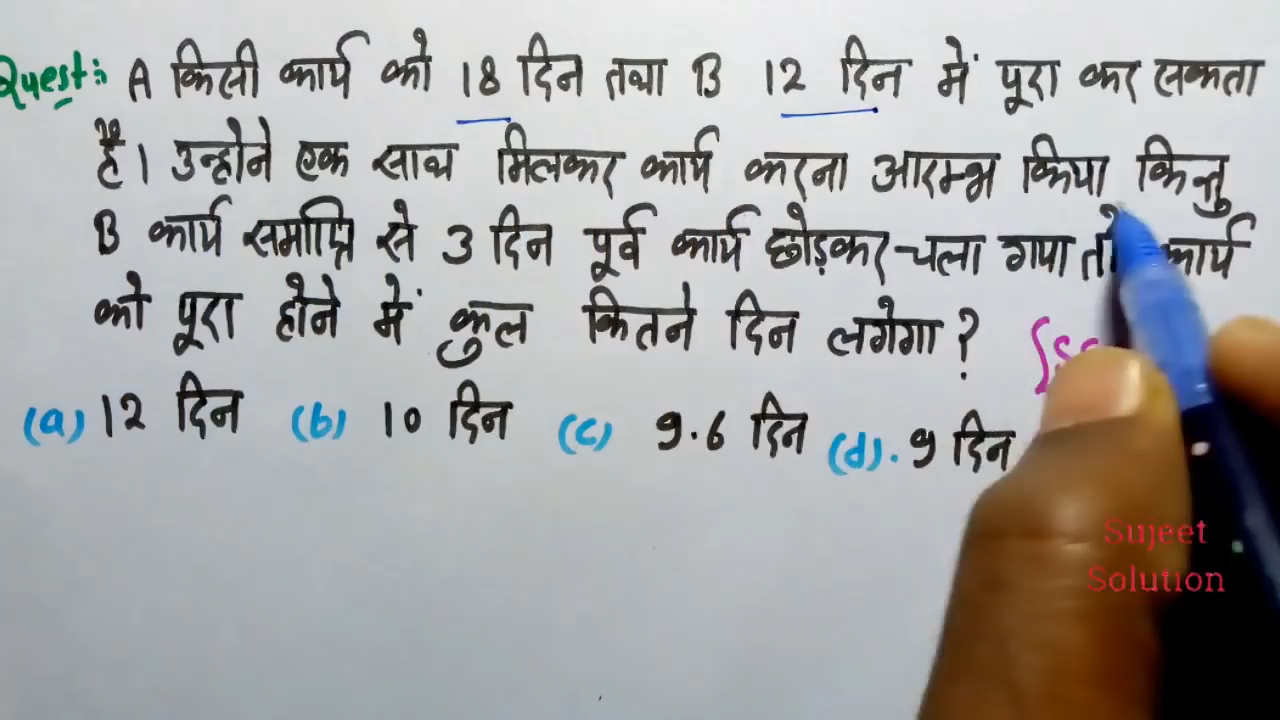 Quest:
A किसी कार्य को 18 दिन तथा B 12 दिन में पूरा कर सकता
है। उन्होने एक साथ मिलकर कार्य करना आरम्भ किया किन्तु
B कार्य समाप्ति से 3 दिन पूर्व कार्य छोड़कर चला गया कार्य
को पूरा होने में कुल कितने दिन लगेगा?
(a) 12 दिन (b) 10 दिन (c) 9.6 दिन (d). 9 दिन
Sujeet
Solution